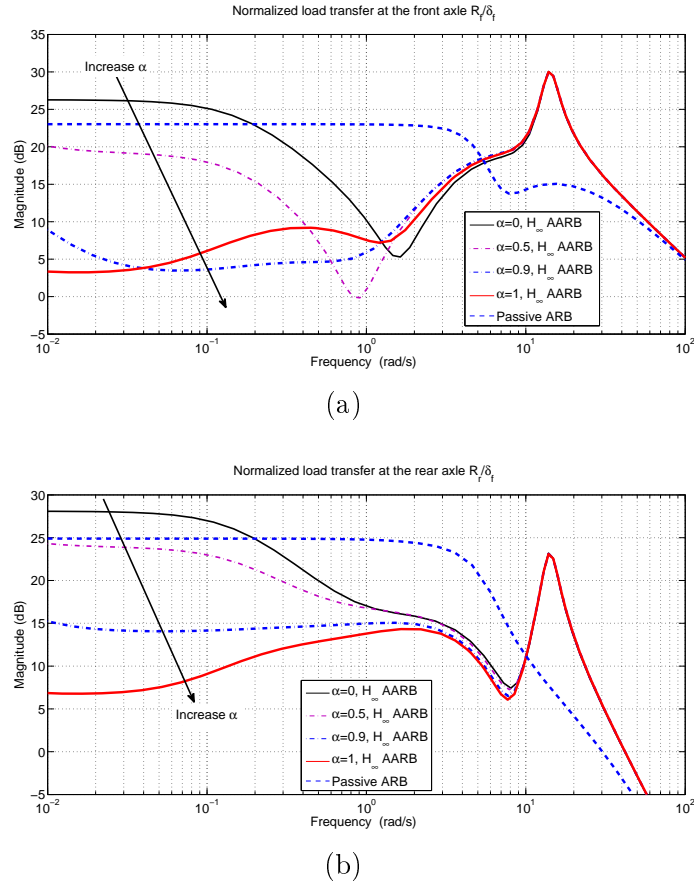 Normalized load transfer at the front axle R_f/δ_f
35
30
25
20
15
10
5
0
−5
Magnitude (dB)
Increase α
α=0, H∞ AARB
α=0.5, H∞ AARB
α=0.9, H∞ AARB
α=1, H∞ AARB
Passive ARB
10^−2
10^−1
10^0
10^1
10^2
Frequency (rad/s)
(a)
Normalized load transfer at the rear axle R_r/δ_f
30
25
20
15
10
5
0
−5
Magnitude (dB)
Increase α
α=0, H∞ AARB
α=0.5, H∞ AARB
α=0.9, H∞ AARB
α=1, H∞ AARB
Passive ARB
10^−2
10^−1
10^0
10^1
10^2
Frequency (rad/s)
(b)